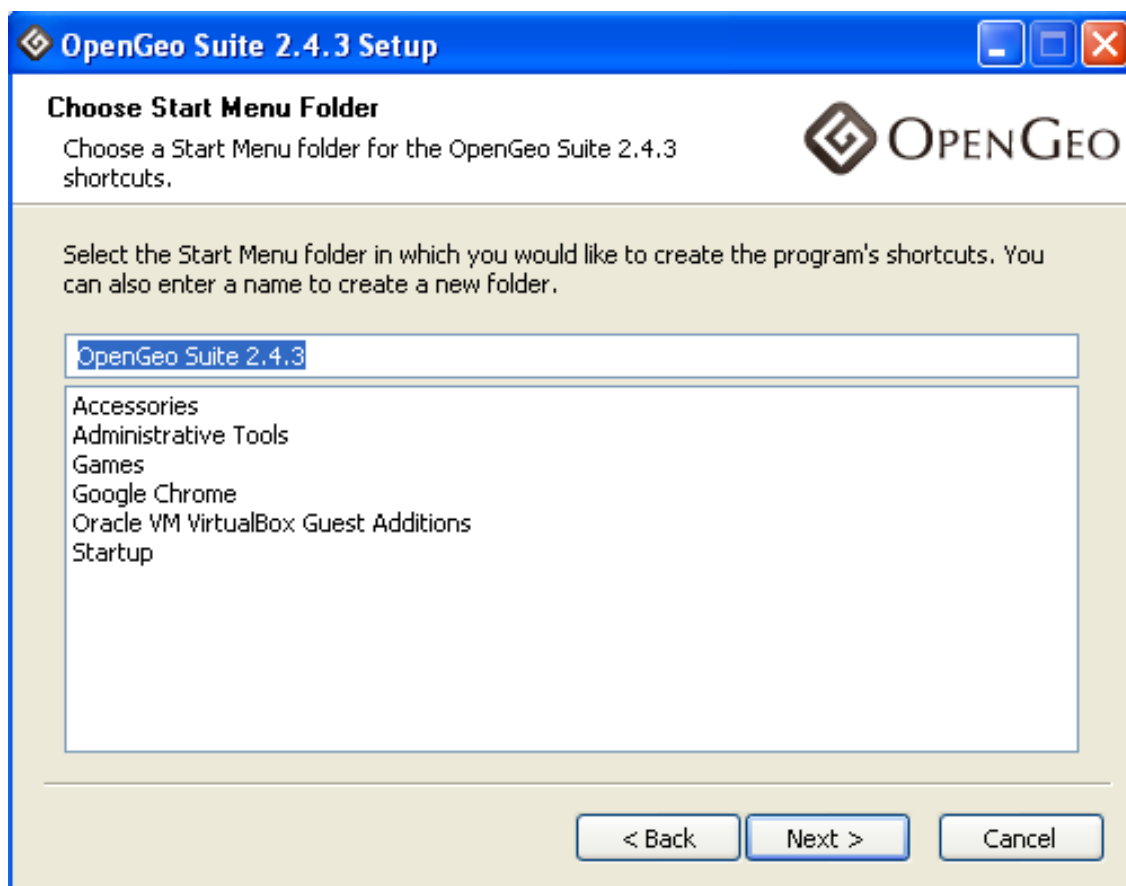 OpenGeo Suite 2.4.3 Setup
Choose Start Menu Folder
Choose a Start Menu folder for the OpenGeo Suite 2.4.3
shortcuts.
OPENGEO
Select the Start Menu folder in which you would like to create the program's shortcuts. You
can also enter a name to create a new folder.
OpenGeo Suite 2.4.3
Accessories
Administrative Tools
Games
Google Chrome
Oracle VM VirtualBox Guest Additions
Startup
< Back
Next >
Cancel